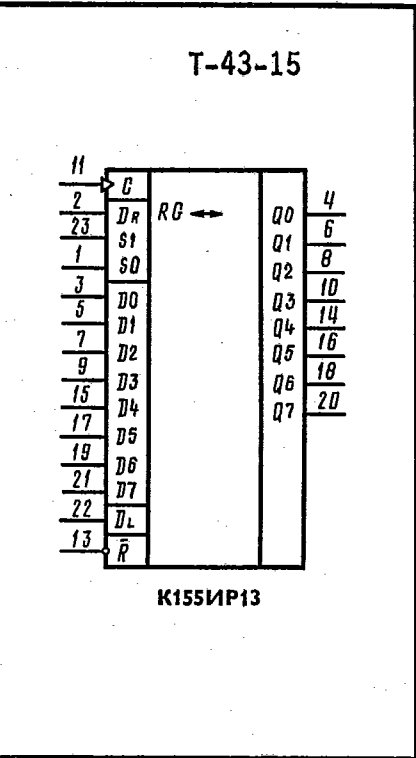 T-43-15
11 C
2 DR RG ↔ Q0 4
23 S1 Q1 6
1 S0 Q2 8
3 D0 Q3 10
5 D1 Q4 14
7 D2 Q5 16
9 D3 Q6 18
15 D4 Q7 20
17 D5
19 D6
21 D7
22 DL
13 R̄
К155ИР13